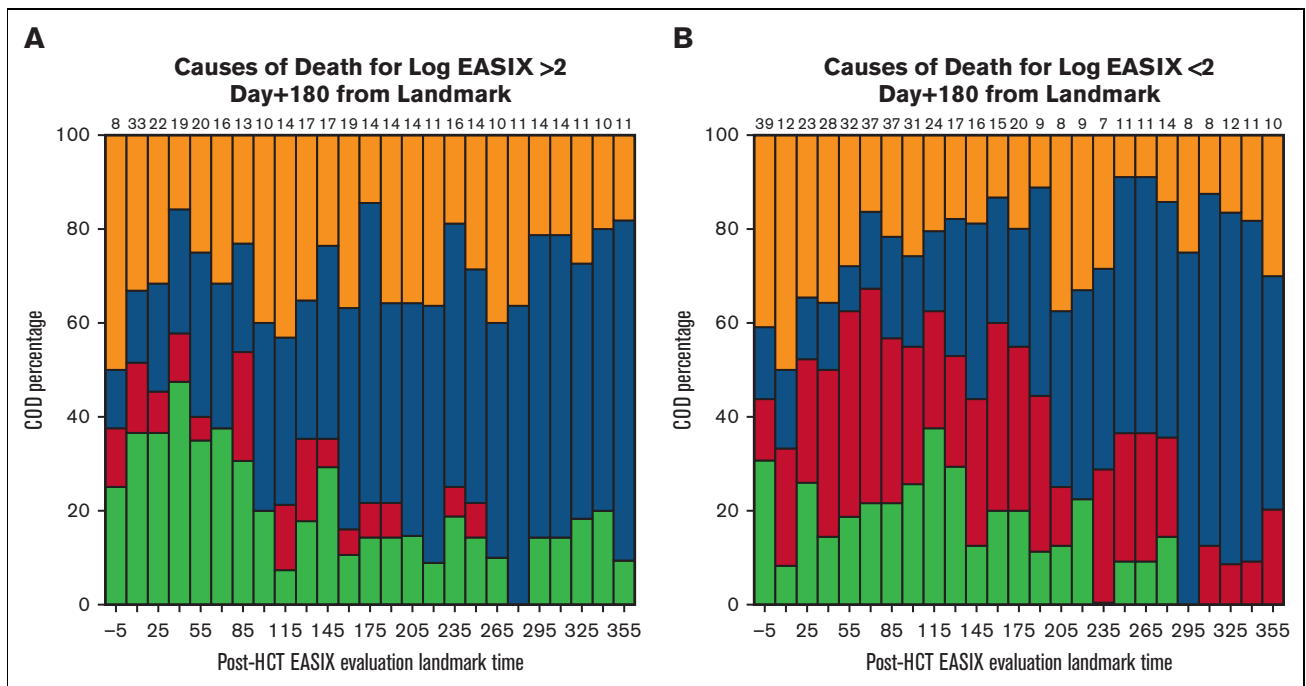 A
Causes of Death for Log EASIX >2
Day+180 from Landmark
8 33 22 19 20 16 13 10 14 17 17 19 14 14 14 11 16 14 10 11 14 14 11 10 11
100
80
60
40
20
0
COD percentage
–5 25 55 85 115 145 175 205 235 265 295 325 355
Post-HCT EASIX evaluation landmark time
B
Causes of Death for Log EASIX <2
Day+180 from Landmark
39 12 23 28 32 37 37 31 24 17 16 15 20 9 8 9 7 11 11 14 8 8 12 11 10
100
80
60
40
20
0
COD percentage
–5 25 55 85 115 145 175 205 235 265 295 325 355
Post-HCT EASIX evaluation landmark time